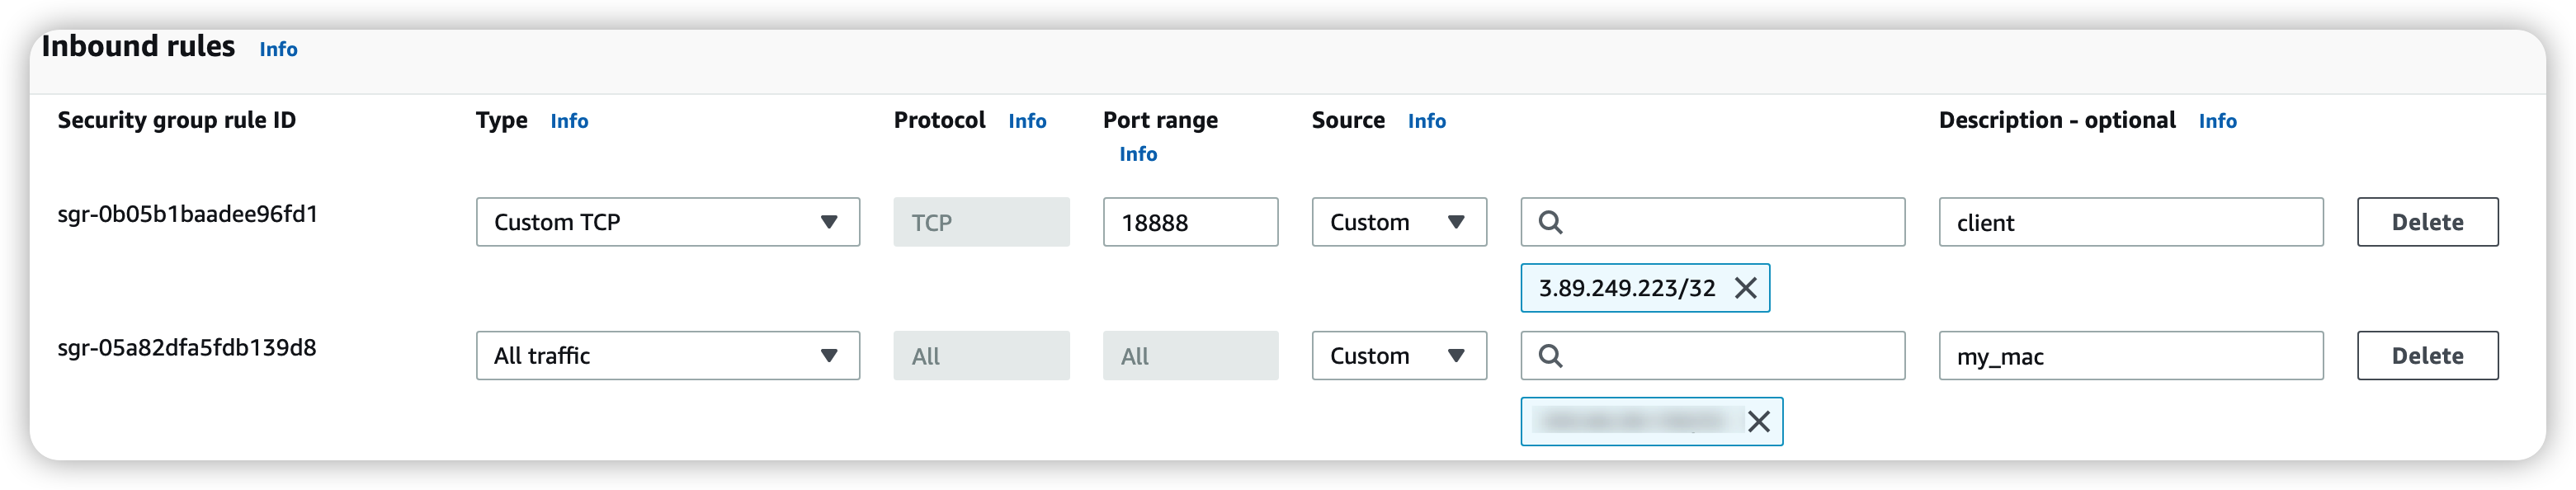 Inbound rules Info
Security group rule ID Type Info Protocol Info Port range Info Source Info Description - optional Info
sgr-0b05b1baadee96fd1 Custom TCP TCP 18888 Custom client Delete
3.89.249.223/32
sgr-05a82dfa5fdb139d8 All traffic All All Custom my_mac Delete